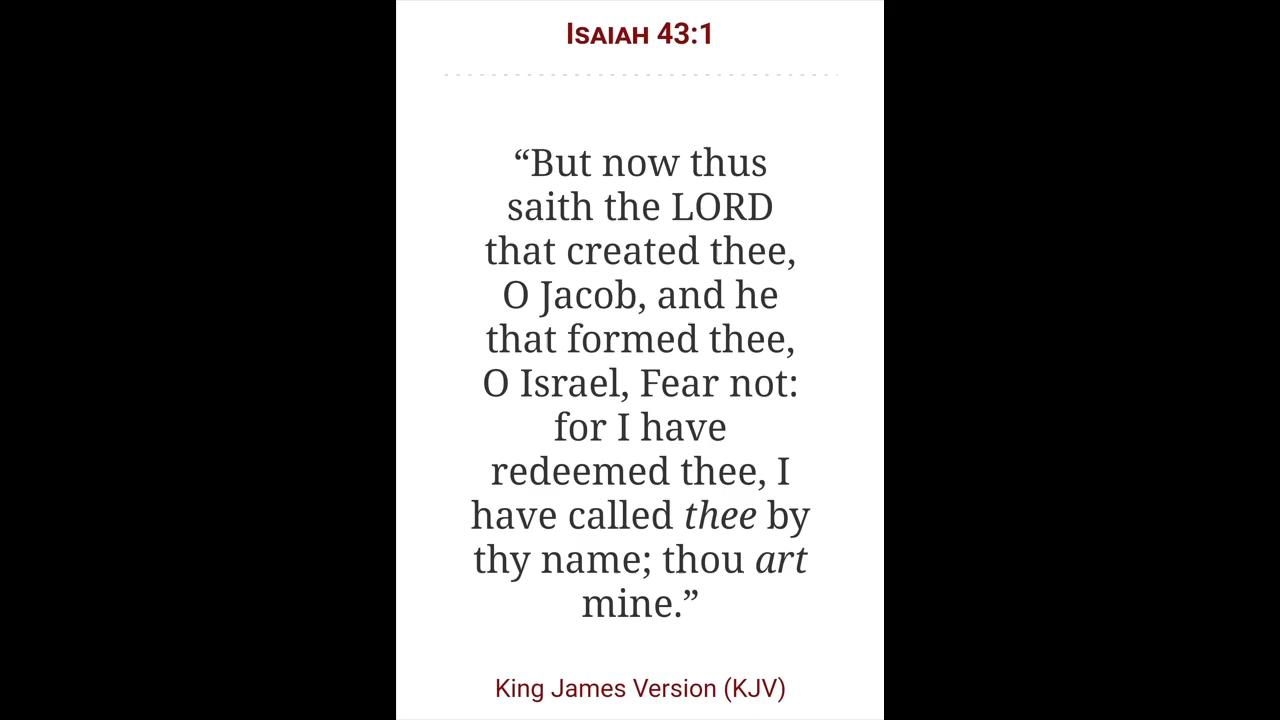 Isaiah 43:1
“But now thus
saith the LORD
that created thee,
O Jacob, and he
that formed thee,
O Israel, Fear not:
for I have
redeemed thee, I
have called thee by
thy name; thou art
mine.”
King James Version (KJV)